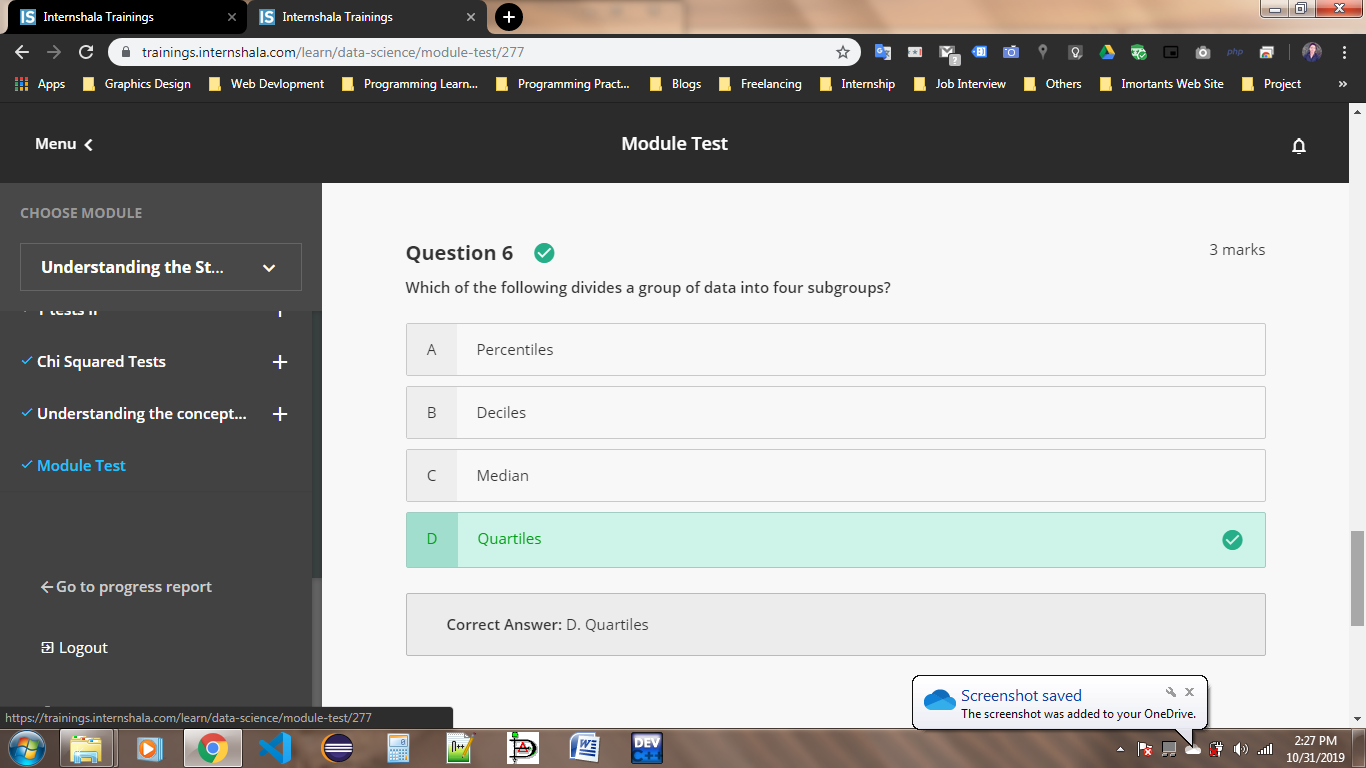 Internshala Trainings
Internshala Trainings
trainings.internshala.com/learn/data-science/module-test/277
Apps Graphics Design Web Devlopment Programming Learn... Programming Pract... Blogs Freelancing Internship Job Interview Others Imortants Web Site Project »
Menu
Module Test
CHOOSE MODULE
Understanding the St...
T tests II
Chi Squared Tests
Understanding the concept...
Module Test
Go to progress report
Logout
Question 6
3 marks
Which of the following divides a group of data into four subgroups?
A Percentiles
B Deciles
C Median
D Quartiles
Correct Answer: D. Quartiles
Screenshot saved
The screenshot was added to your OneDrive.
https://trainings.internshala.com/learn/data-science/module-test/277
DEV C++
2:27 PM
10/31/2019